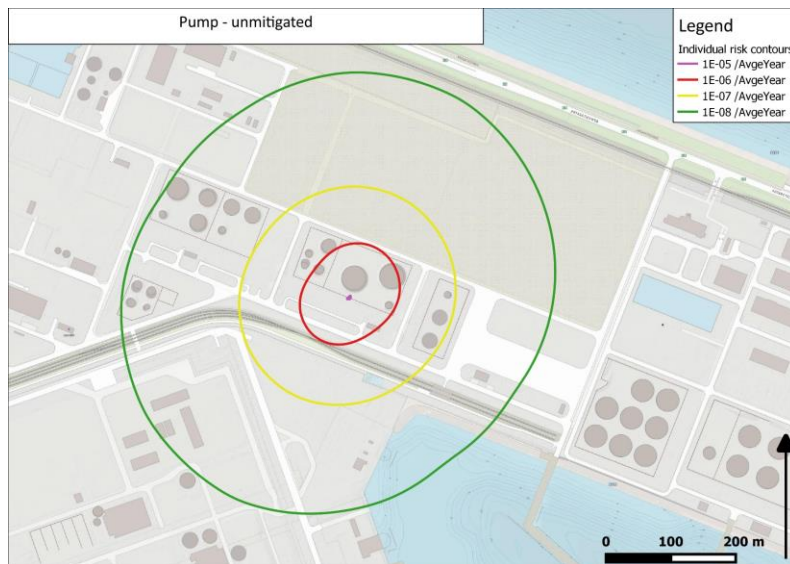 Pump - unmitigated
Legend
Individual risk contours
1E-05 /AvgeYear
1E-06 /AvgeYear
1E-07 /AvgeYear
1E-08 /AvgeYear
0 100 200 m